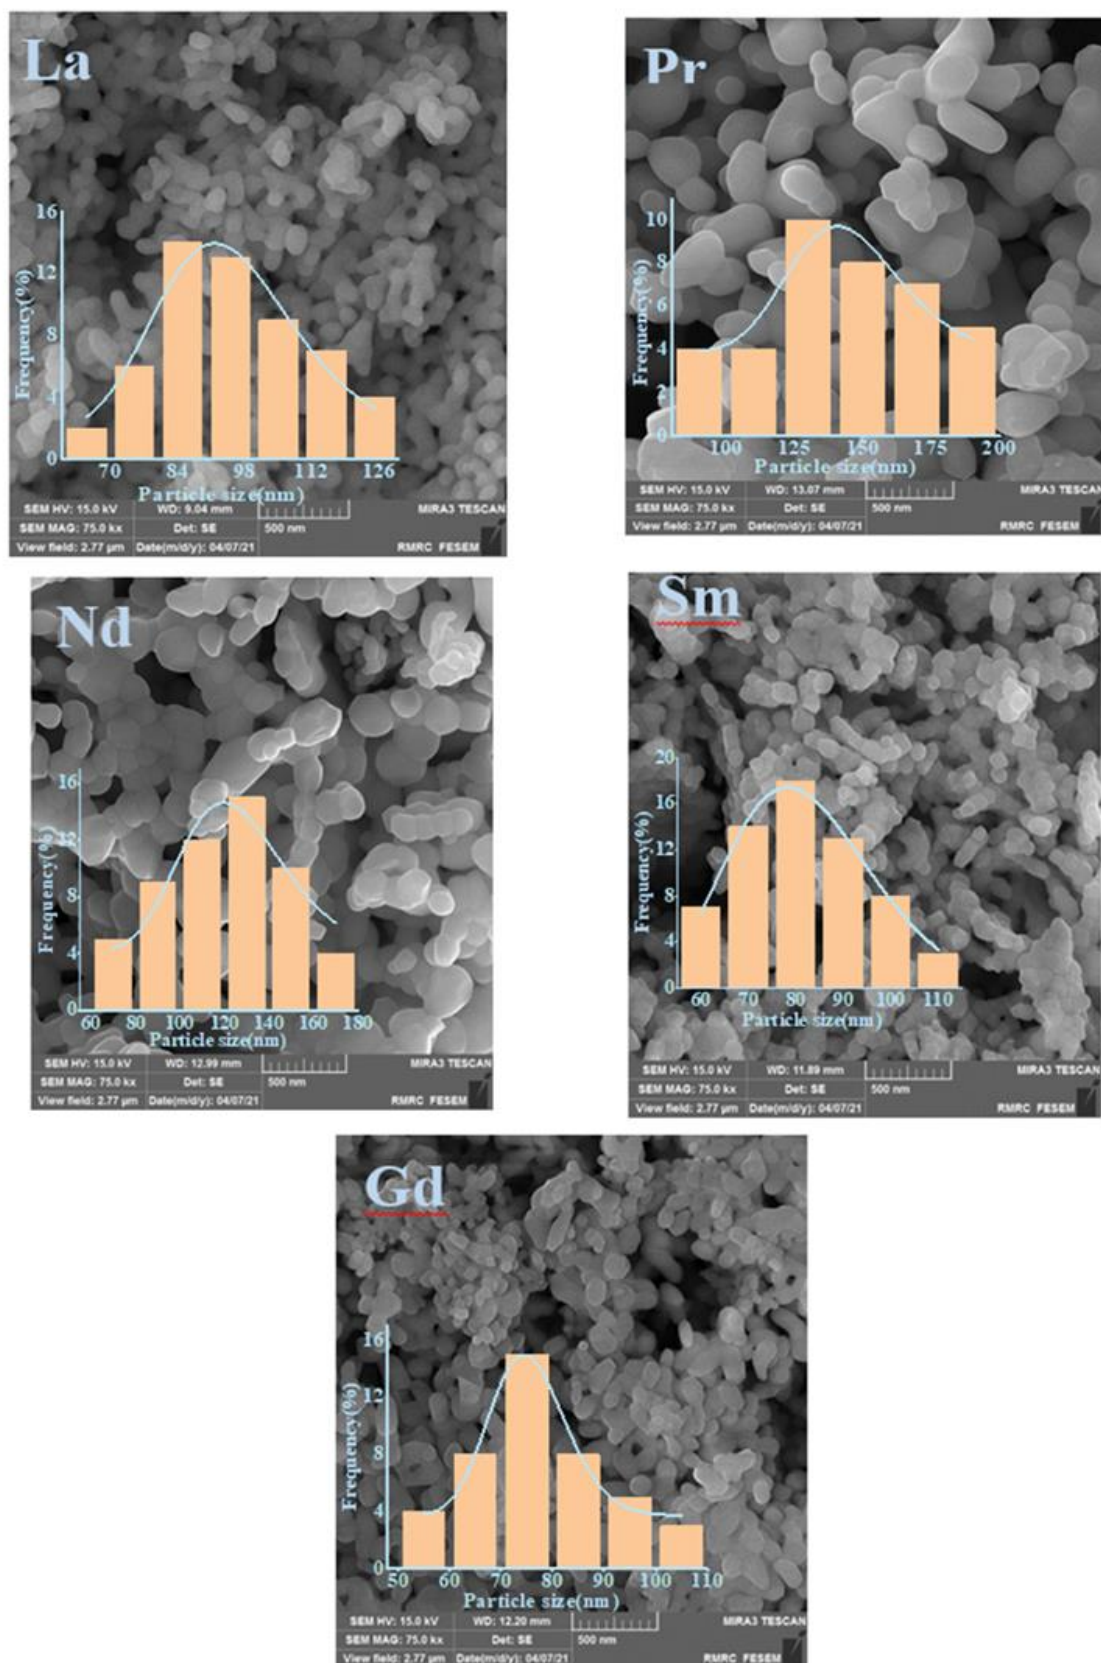 La
16
12
8
4
0
Frequency(%)
70 84 98 112 126
Particle size(nm)
SEM HV: 15.0 kV WD: 9.04 mm MIRA3 TESCAN
SEM MAG: 75.0 kx Det: SE 500 nm
View field: 2.77 µm Date(m/d/y): 04/07/21 RMRC FESEM
Pr
10
8
6
4
2
0
Frequency(%)
100 125 150 175 200
Particle size(nm)
SEM HV: 15.0 kV WD: 13.07 mm MIRA3 TESCAN
SEM MAG: 75.0 kx Det: SE 500 nm
View field: 2.77 µm Date(m/d/y): 04/07/21 RMRC FESEM
Nd
16
12
8
4
0
Frequency(%)
60 80 100 120 140 160 180
Particle size(nm)
SEM HV: 15.0 kV WD: 12.99 mm MIRA3 TESCAN
SEM MAG: 75.0 kx Det: SE 500 nm
View field: 2.77 µm Date(m/d/y): 04/07/21 RMRC FESEM
Sm
20
16
12
8
4
0
Frequency(%)
60 70 80 90 100 110
Particle size(nm)
SEM HV: 15.0 kV WD: 11.89 mm MIRA3 TESCAN
SEM MAG: 75.0 kx Det: SE 500 nm
View field: 2.77 µm Date(m/d/y): 04/07/21 RMRC FESEM
Gd
16
12
8
4
0
Frequency(%)
50 60 70 80 90 100 110
Particle size(nm)
SEM HV: 15.0 kV WD: 12.20 mm MIRA3 TESCAN
SEM MAG: 75.0 kx Det: SE 500 nm
View field: 2.77 µm Date(m/d/y): 04/07/21 RMRC FESEM